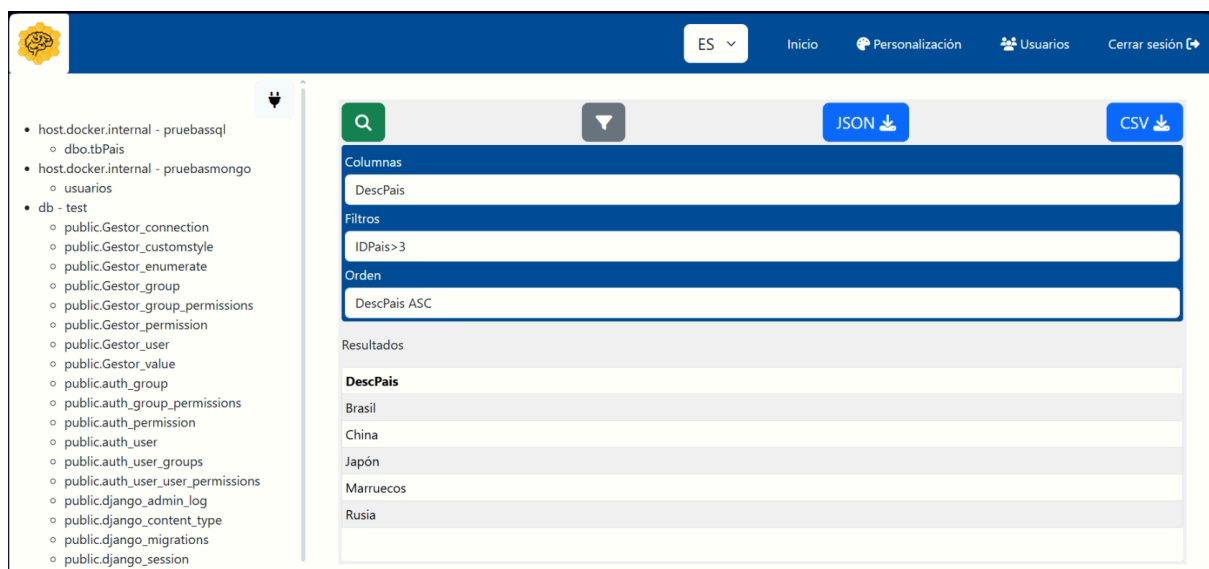 ES
Inicio
Personalización
Usuarios
Cerrar sesión
host.docker.internal - pruebassql
dbo.tbPais
host.docker.internal - pruebasmongo
usuarios
db - test
public.Gestor_connection
public.Gestor_customstyle
public.Gestor_enumerate
public.Gestor_group
public.Gestor_group_permissions
public.Gestor_permission
public.Gestor_user
public.Gestor_value
public.auth_group
public.auth_group_permissions
public.auth_permission
public.auth_user
public.auth_user_groups
public.auth_user_user_permissions
public.django_admin_log
public.django_content_type
public.django_migrations
public.django_session
JSON
CSV
Columnas
DescPais
Filtros
IDPais>3
Orden
DescPais ASC
Resultados
DescPais
Brasil
China
Japón
Marruecos
Rusia